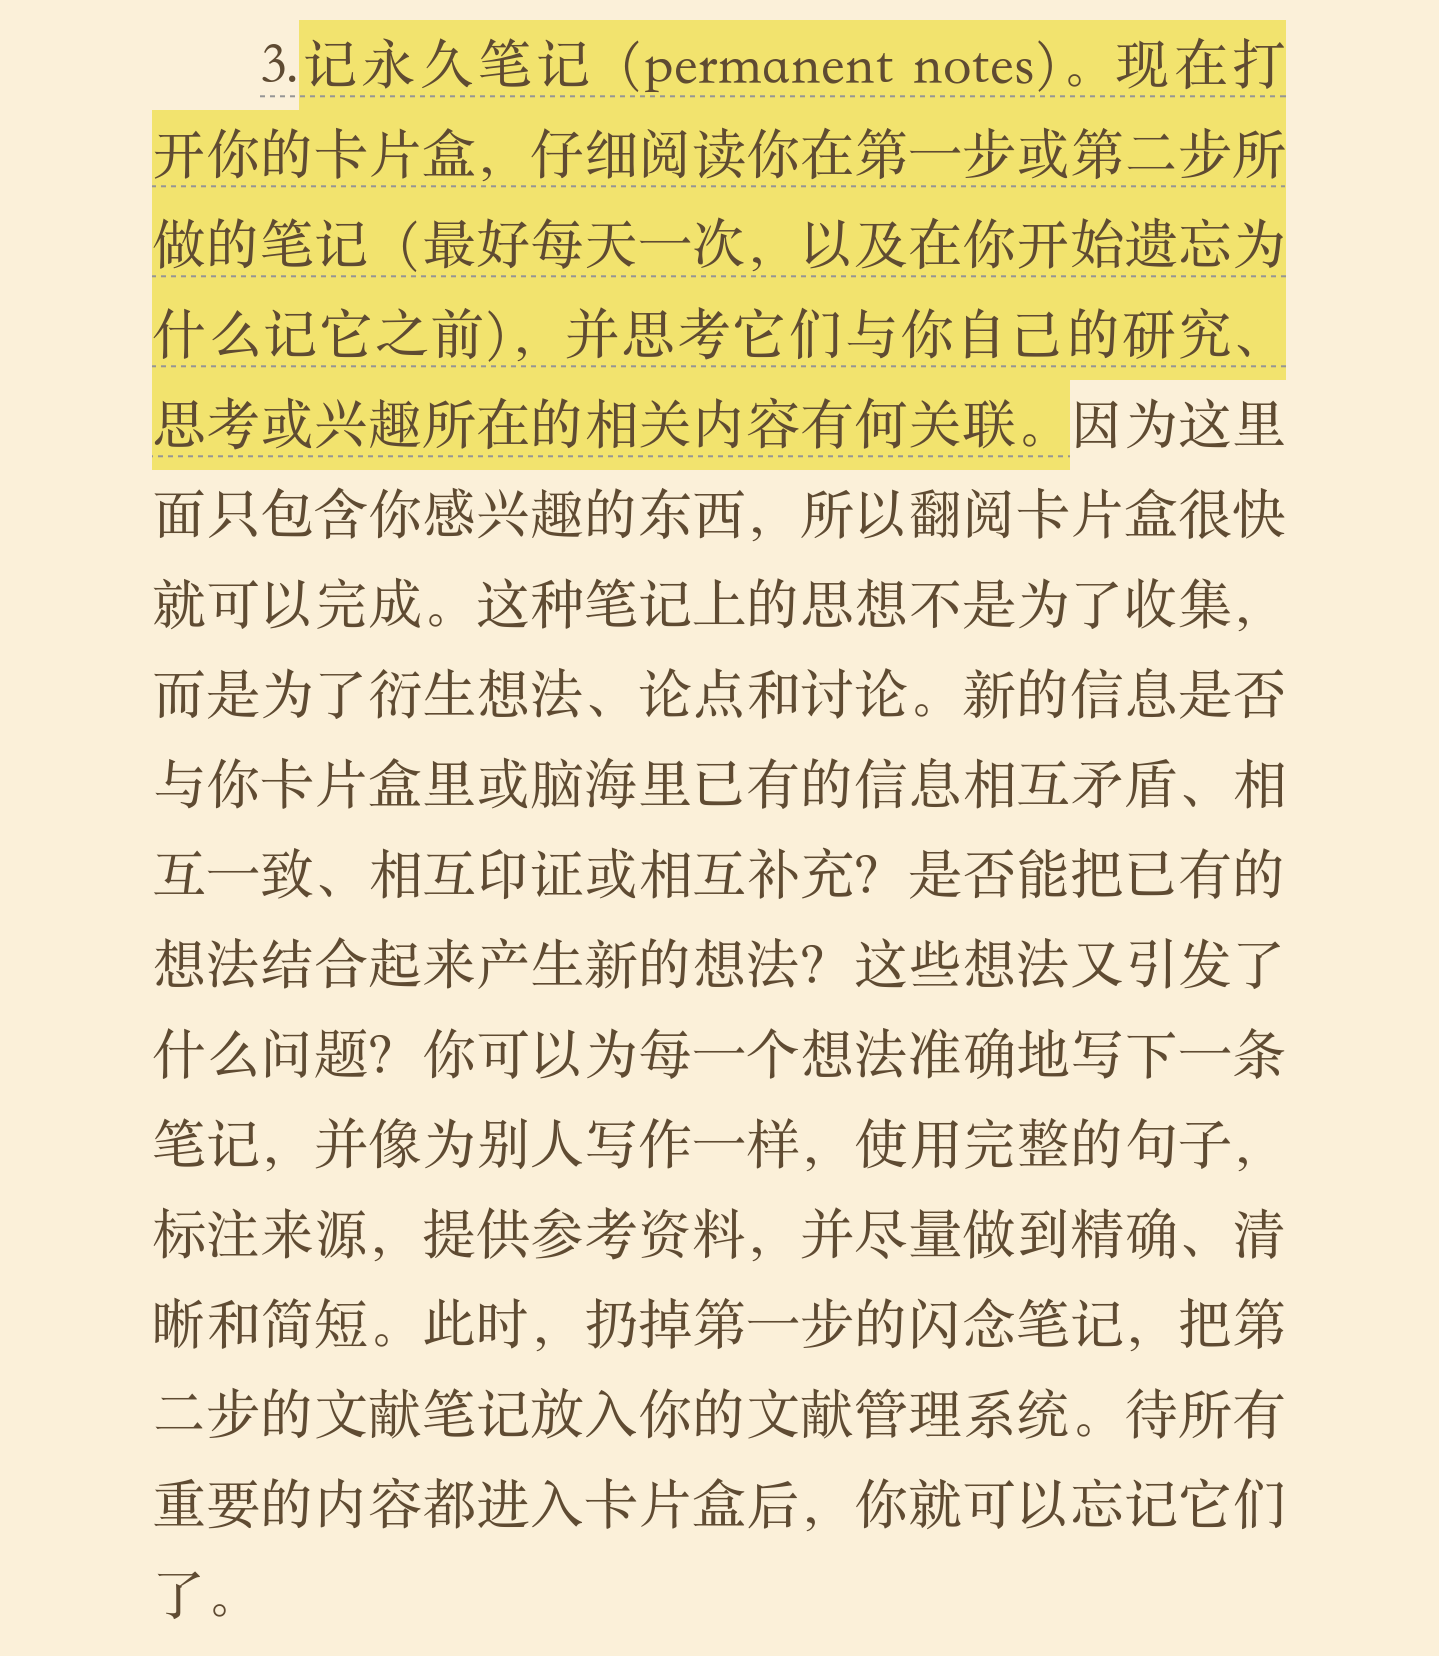 3.记永久笔记（permanent notes）。现在打
开你的卡片盒，仔细阅读你在第一步或第二步所
做的笔记（最好每天一次，以及在你开始遗忘为
什么记它之前），并思考它们与你自己的研究、
思考或兴趣所在的相关内容有何关联。因为这里
面只包含你感兴趣的东西，所以翻阅卡片盒很快
就可以完成。这种笔记上的思想不是为了收集，
而是为了衍生想法、论点和讨论。新的信息是否
与你卡片盒里或脑海里已有的信息相互矛盾、相
互一致、相互印证或相互补充？是否能把已有的
想法结合起来产生新的想法？这些想法又引发了
什么问题？你可以为每一个想法准确地写下一条
笔记，并像为别人写作一样，使用完整的句子，
标注来源，提供参考资料，并尽量做到精确、清
晰和简短。此时，扔掉第一步的闪念笔记，把第
二步的文献笔记放入你的文献管理系统。待所有
重要的内容都进入卡片盒后，你就可以忘记它们
了。